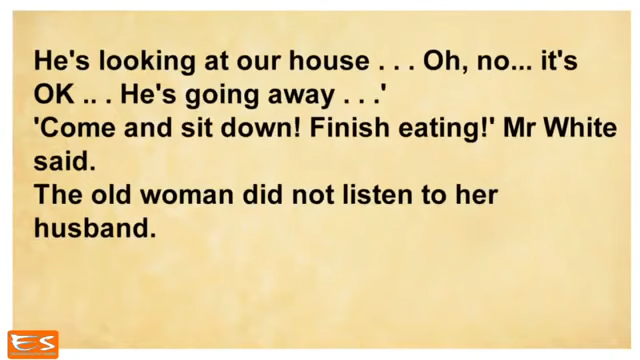 He's looking at our house . . . Oh, no... it's
OK .. . He's going away . . .'
'Come and sit down! Finish eating!' Mr White
said.
The old woman did not listen to her
husband.
ES